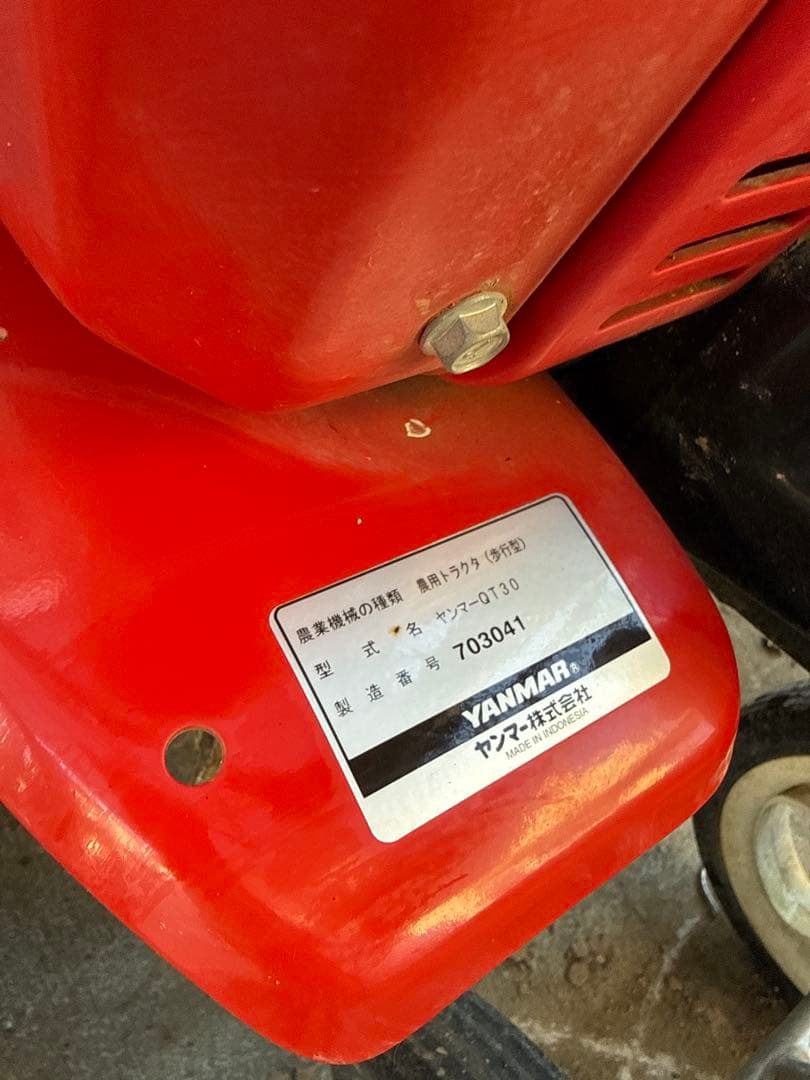 農業機械の種類 農用トラクタ(歩行型)
型式名 ヤンマーQT30
製造番号 703041
YANMAR®
ヤンマー株式会社
MADE IN INDONESIA